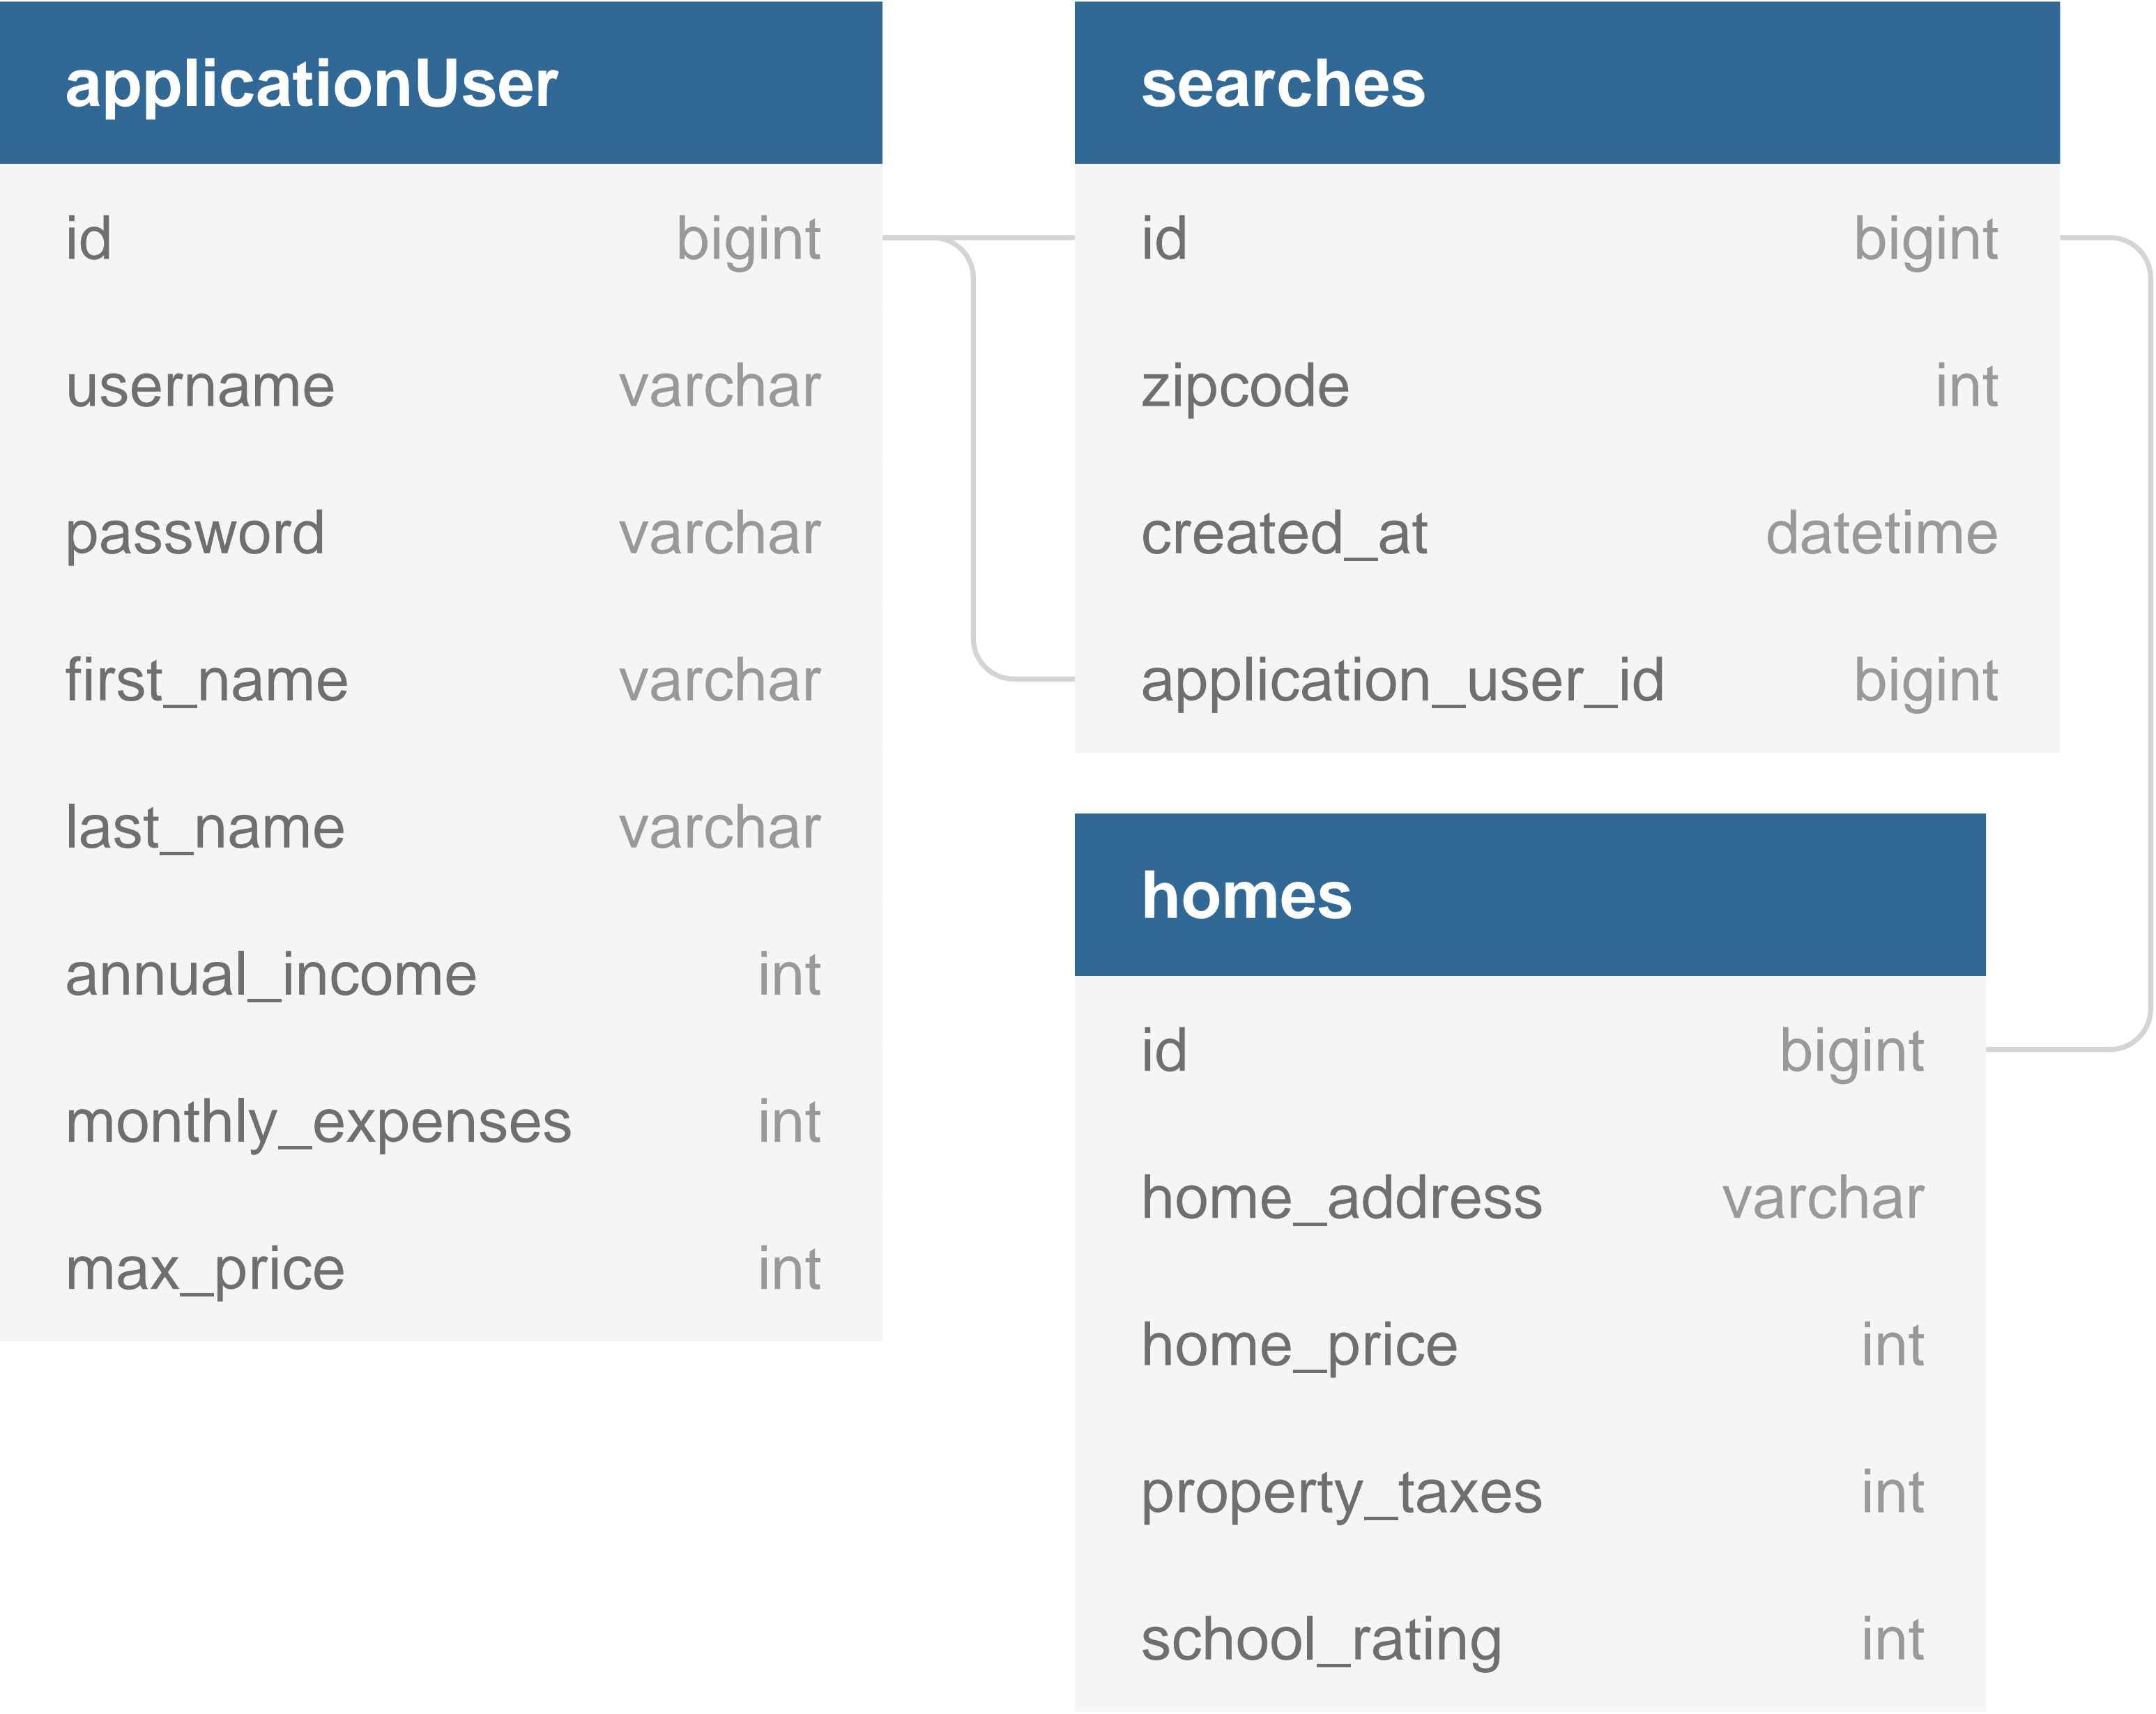 applicationUser
id bigint
username varchar
password varchar
first_name varchar
last_name varchar
annual_income int
monthly_expenses int
max_price int
searches
id bigint
zipcode int
created_at datetime
application_user_id bigint
homes
id bigint
home_address varchar
home_price int
property_taxes int
school_rating int